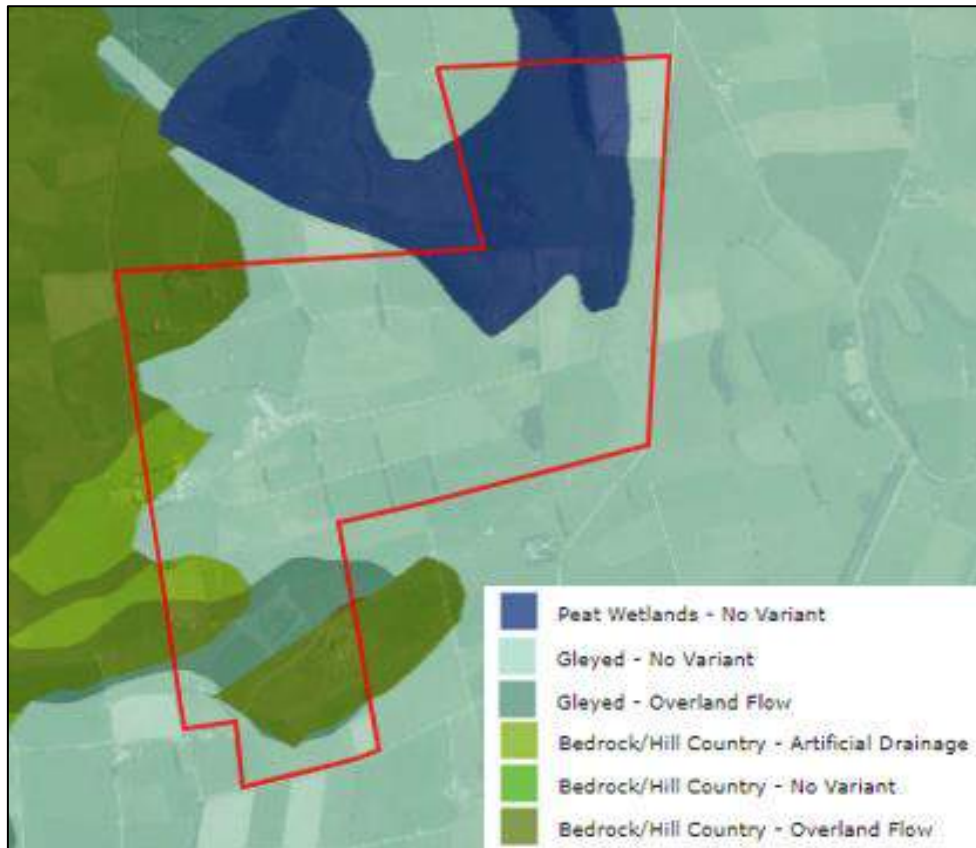 Peat Wetlands - No Variant
Gleyed - No Variant
Gleyed - Overland Flow
Bedrock/Hill Country - Artificial Drainage
Bedrock/Hill Country - No Variant
Bedrock/Hill Country - Overland Flow